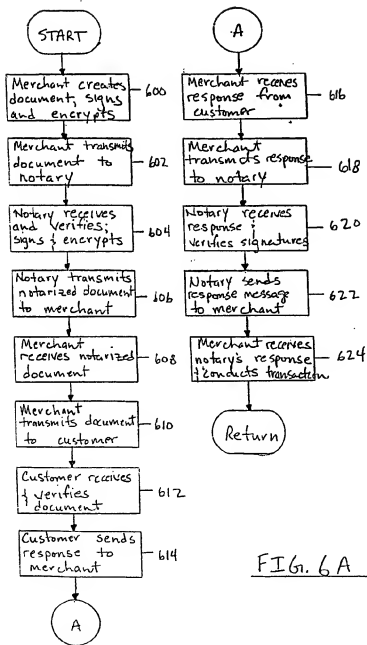 START
Merchant creates
document, signs
and encrypts
600
Merchant transmits
document to
notary
602
Notary receives
and verifies;
signs & encrypts
604
Notary transmits
notarized document
to merchant
606
Merchant
receives notarized
document
608
Merchant
transmits document
to customer
610
Customer receives
& verifies
document
612
Customer sends
response to
merchant
614
A
A
Merchant receives
response from
customer
616
Merchant
transmits response
to notary
618
Notary receives
response &
verifies signatures
620
Notary sends
response message
to merchant
622
Merchant receives
notary's response
& conducts transaction
624
Return
FIG. 6A